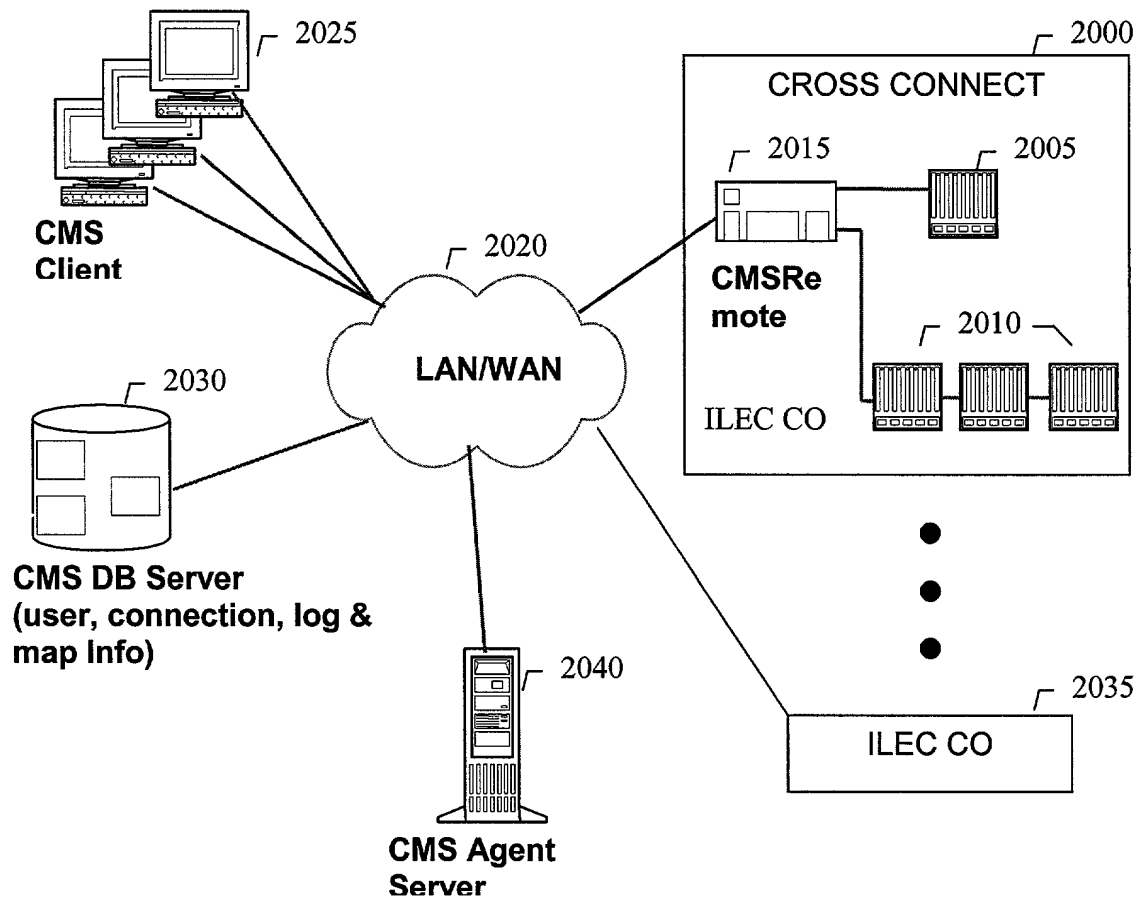 2025
CMS
Client
2000
CROSS CONNECT
2015
2005
CMSRe
mote
2010
ILEC CO
2020
LAN/WAN
2030
CMS DB Server
(user, connection, log &
map Info)
2040
CMS Agent
Server
2035
ILEC CO